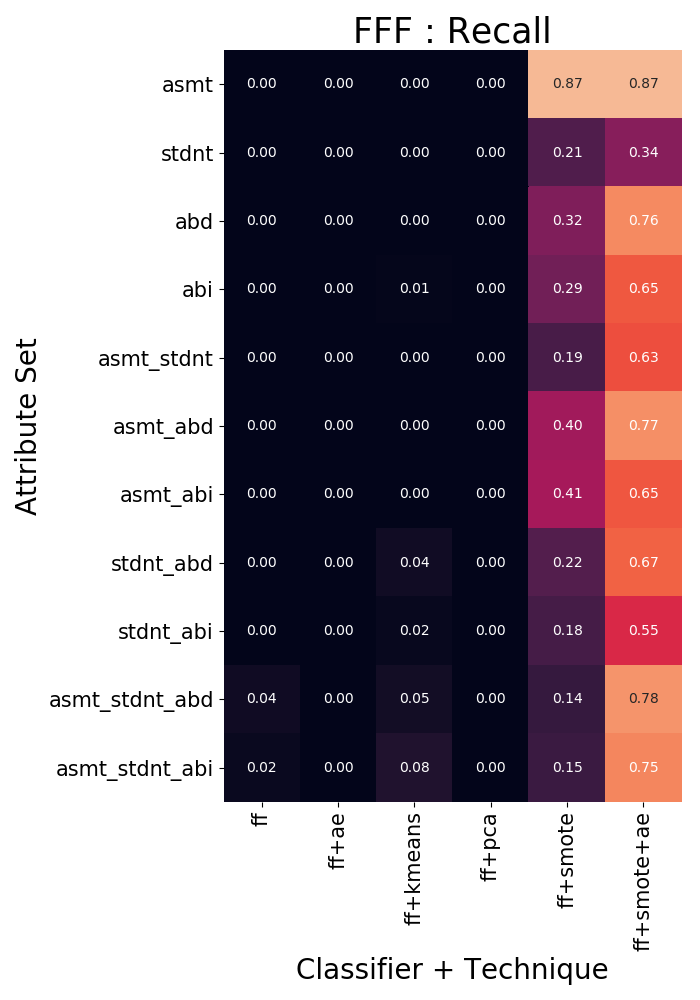 FFF : Recall
asmt 0.00 0.00 0.00 0.00 0.87 0.87
stdnt 0.00 0.00 0.00 0.00 0.21 0.34
abd 0.00 0.00 0.00 0.00 0.32 0.76
abi 0.00 0.00 0.01 0.00 0.29 0.65
asmt_stdnt 0.00 0.00 0.00 0.00 0.19 0.63
asmt_abd 0.00 0.00 0.00 0.00 0.40 0.77
asmt_abi 0.00 0.00 0.00 0.00 0.41 0.65
stdnt_abd 0.00 0.00 0.04 0.00 0.22 0.67
stdnt_abi 0.00 0.00 0.02 0.00 0.18 0.55
asmt_stdnt_abd 0.04 0.00 0.05 0.00 0.14 0.78
asmt_stdnt_abi 0.02 0.00 0.08 0.00 0.15 0.75
Attribute Set
ff
ff+ae
ff+kmeans
ff+pca
ff+smote
ff+smote+ae
Classifier + Technique